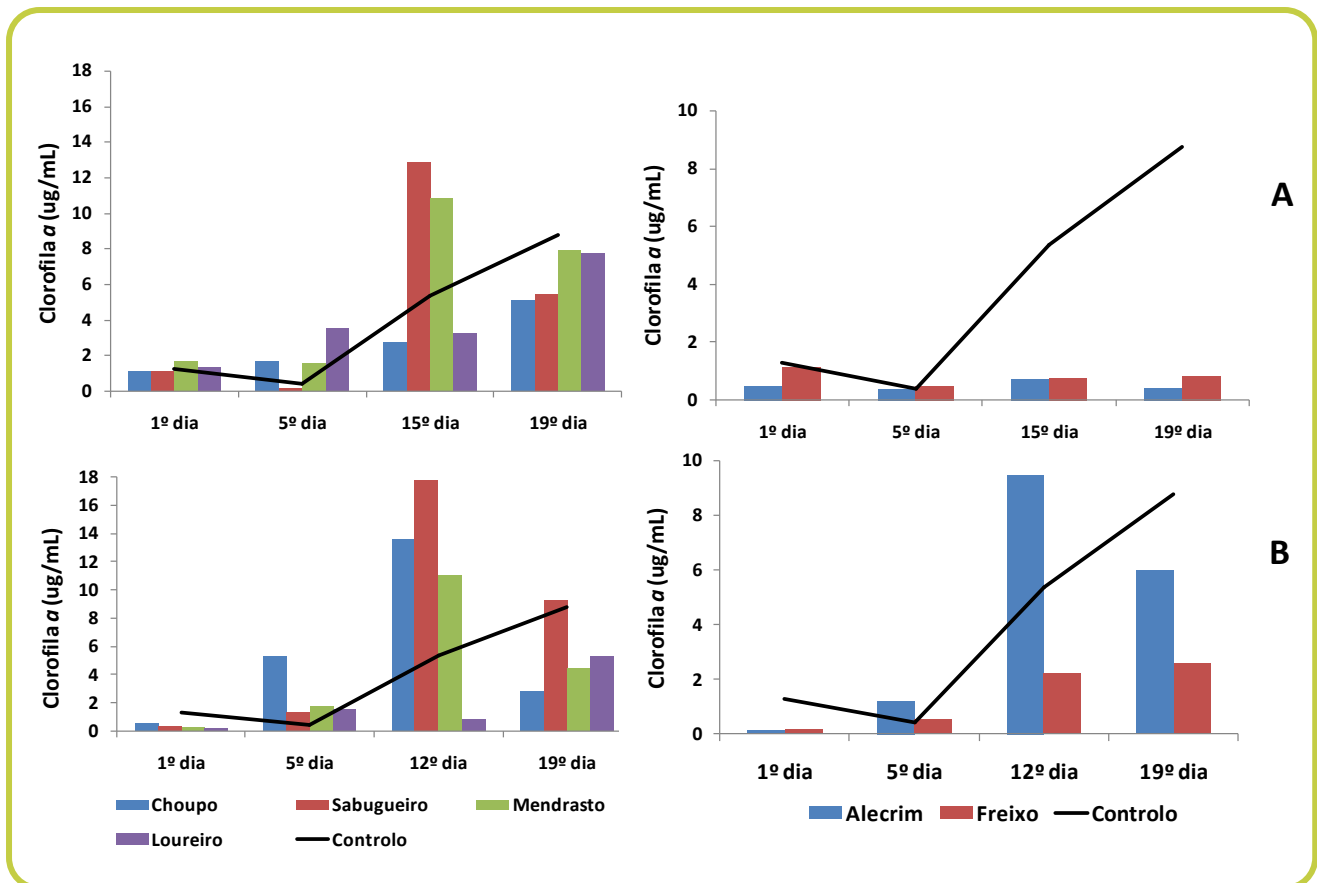 Clorofila a (ug/mL)
18
16
14
12
10
8
6
4
2
0
1º dia 5º dia 15º dia 19º dia
Clorofila a (ug/mL)
10
8
6
4
2
0
1º dia 5º dia 15º dia 19º dia
A
Clorofila a (ug/mL)
18
16
14
12
10
8
6
4
2
0
1º dia 5º dia 12º dia 19º dia
Choupo Sabugueiro Mendrasto
Loureiro Controlo
Clorofila a (ug/mL)
10
8
6
4
2
0
1º dia 5º dia 12º dia 19º dia
Alecrim Freixo Controlo
B